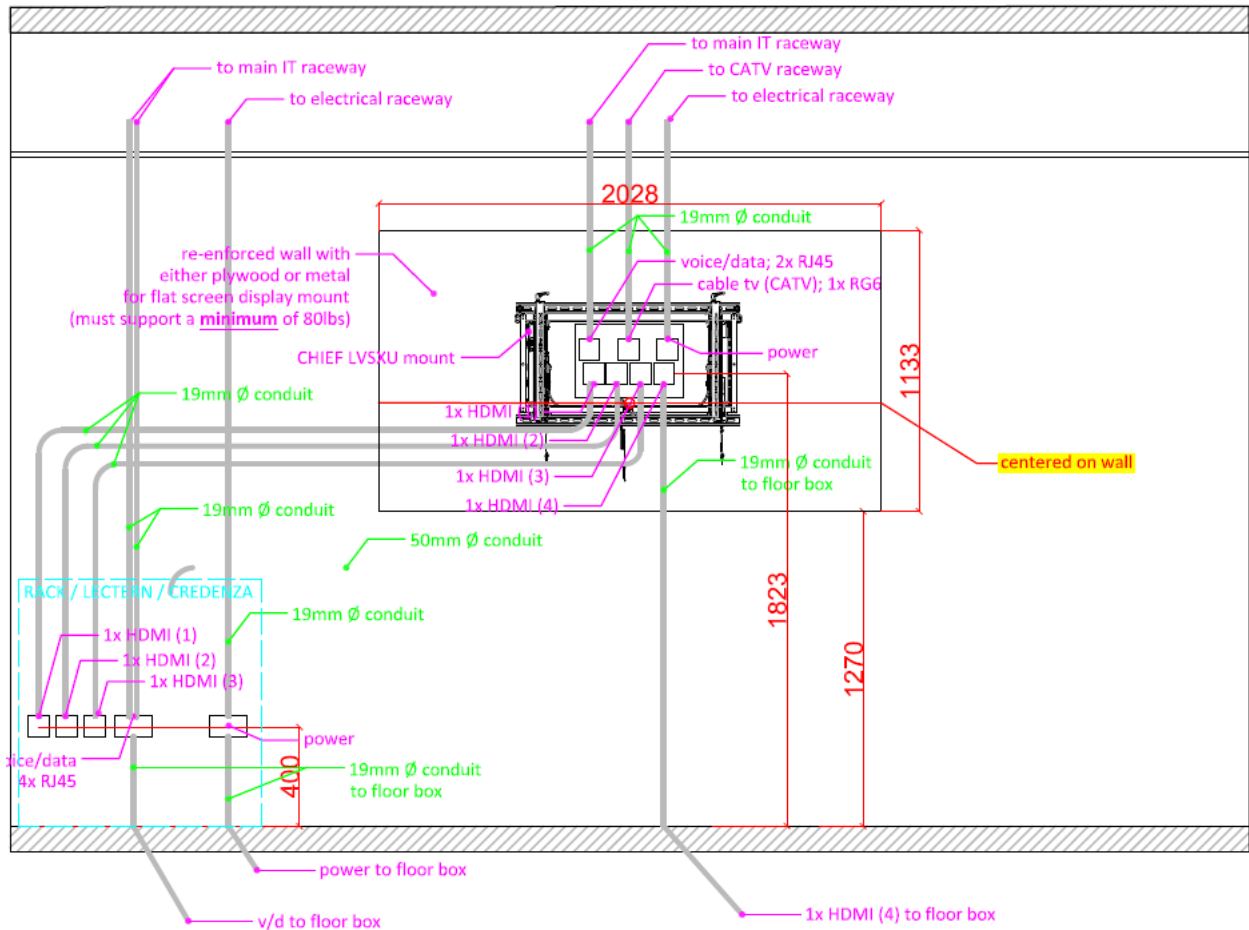 to main IT raceway
to CATV raceway
to electrical raceway
to main IT raceway
to electrical raceway
2028
19mm Ø conduit
re-enforced wall with
either plywood or metal
for flat screen display mount
(must support a minimum of 80lbs)
voice/data; 2x RJ45
cable tv (CATV); 1x RG6
CHIEF LVSXU mount
power
1133
19mm Ø conduit
1x HDMI
1x HDMI (2)
1x HDMI (3)
1x HDMI (4)
19mm Ø conduit
to floor box
centered on wall
19mm Ø conduit
50mm Ø conduit
1823
1270
RACK / LECTERN / CREDENZA
19mm Ø conduit
1x HDMI (1)
1x HDMI (2)
1x HDMI (3)
power
4x RJ45
400
19mm Ø conduit
to floor box
power to floor box
v/d to floor box
1x HDMI (4) to floor box